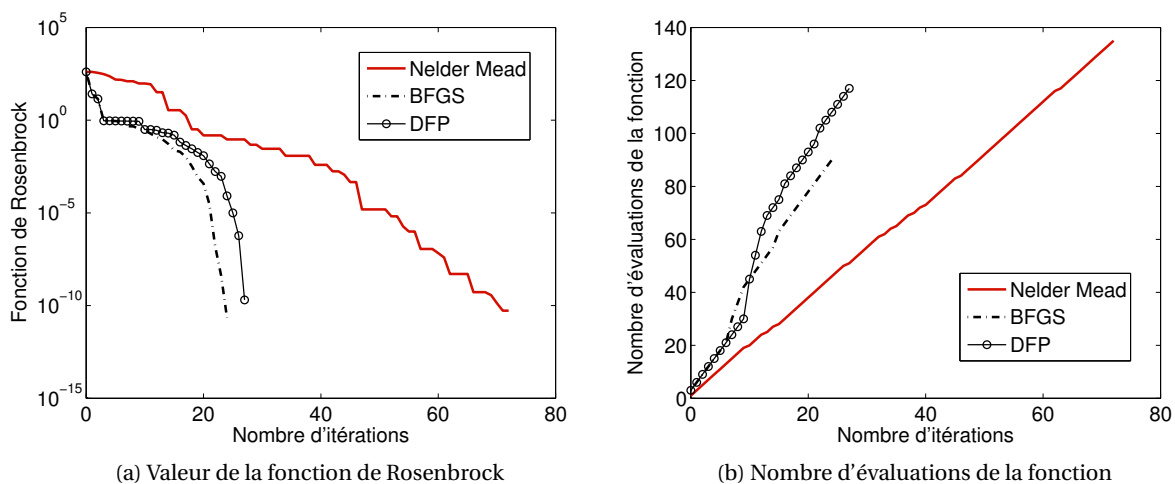 10^5
10^0
10^-5
10^-10
10^-15
0
20
40
60
80
Fonction de Rosenbrock
Nombre d'itérations
Nelder Mead
BFGS
DFP
(a) Valeur de la fonction de Rosenbrock
140
120
100
80
60
40
20
0
0
20
40
60
80
Nombre d'évaluations de la fonction
Nombre d'itérations
Nelder Mead
BFGS
DFP
(b) Nombre d'évaluations de la fonction